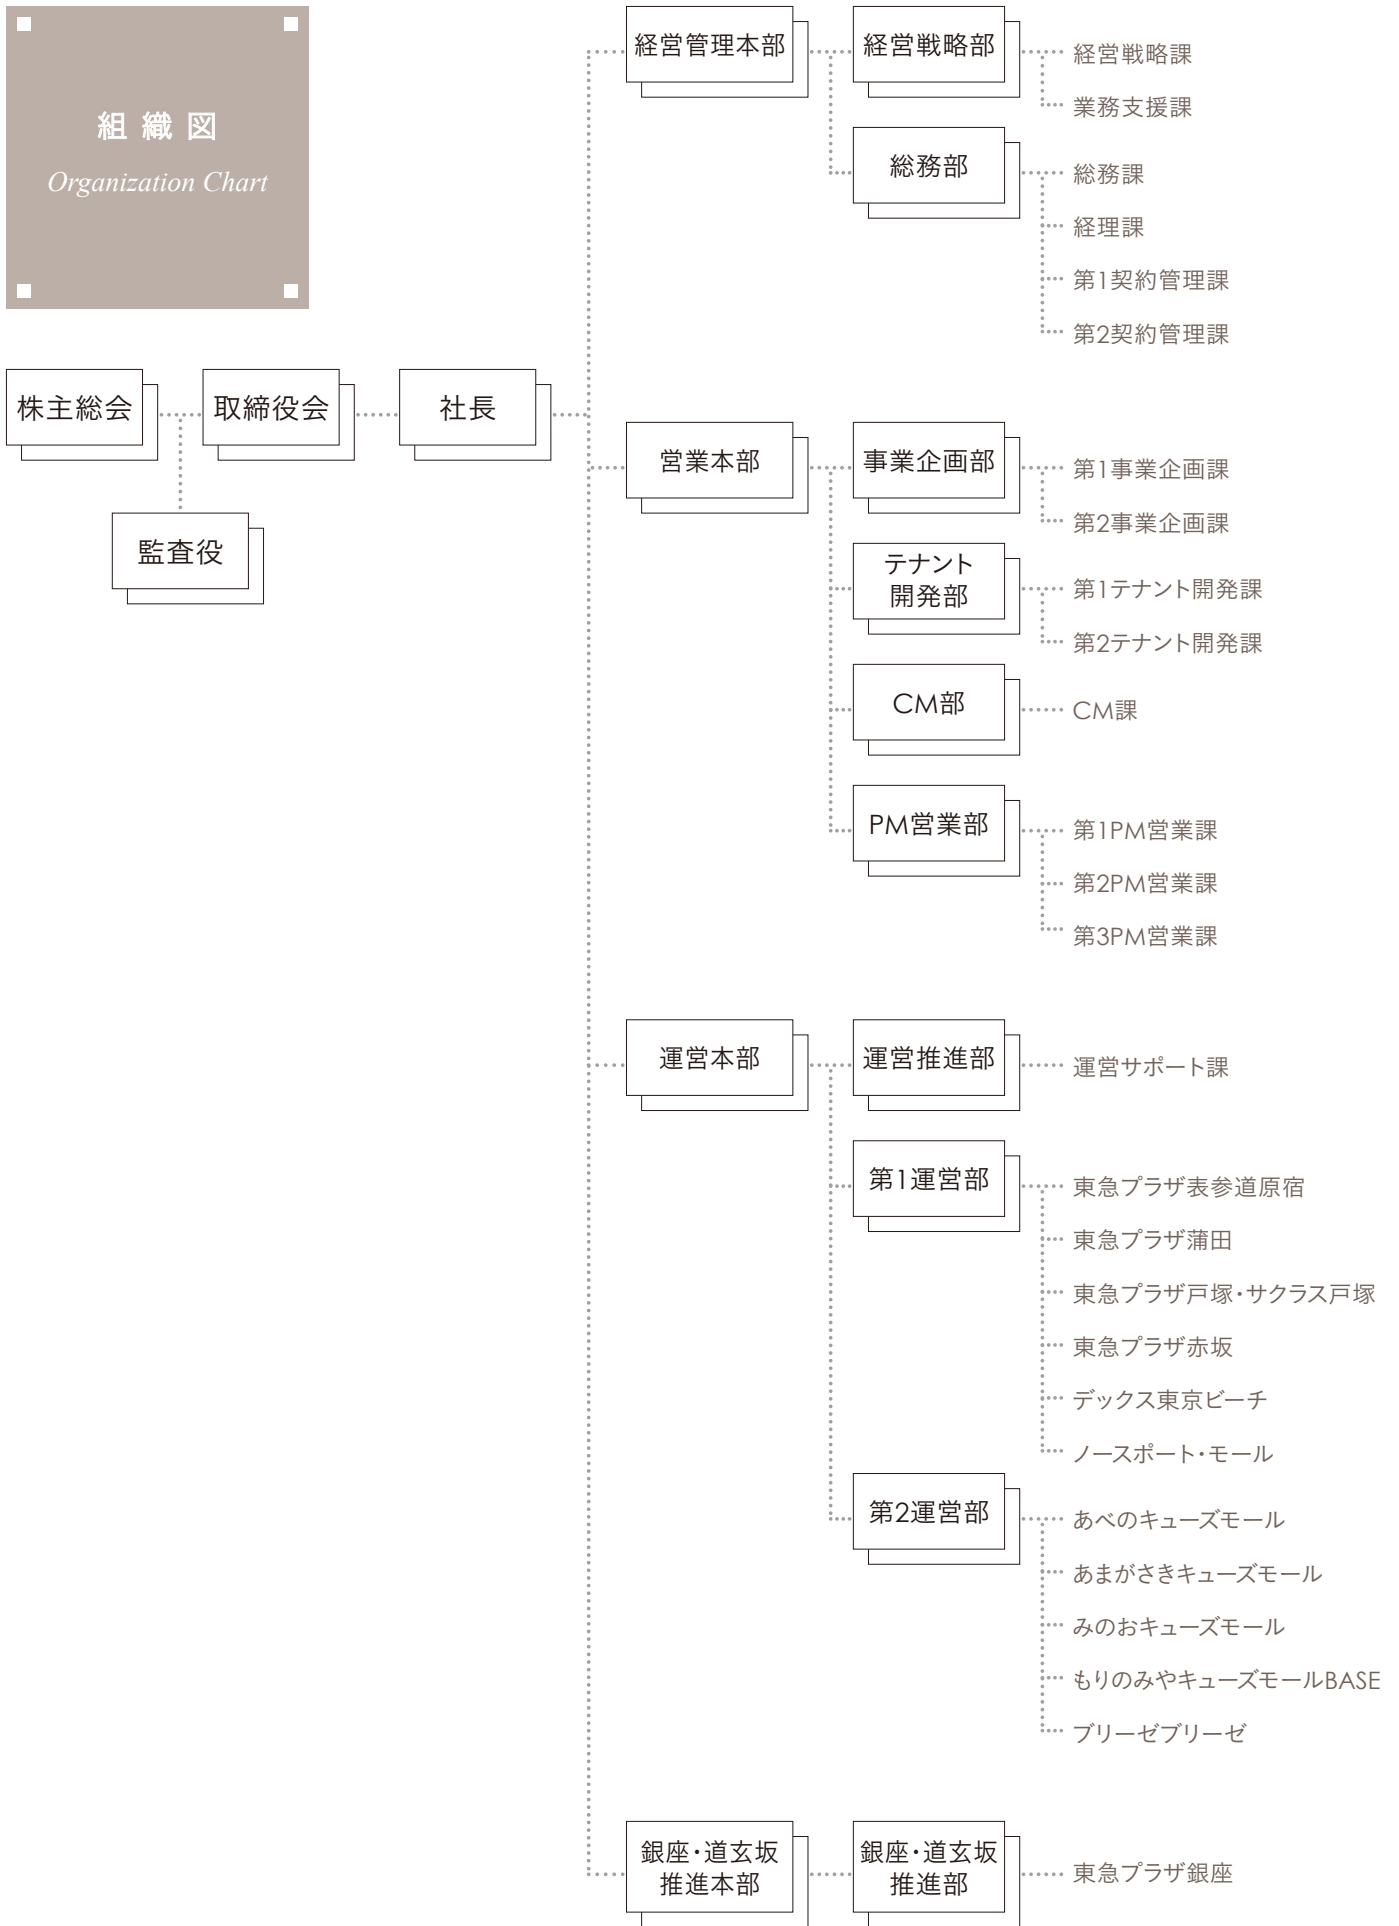 組織図
Organization Chart
株主総会
取締役会
社長
監査役
経営管理本部
経営戦略部
経営戦略課
業務支援課
総務部
総務課
経理課
第1契約管理課
第2契約管理課
営業本部
事業企画部
第1事業企画課
第2事業企画課
テナント
開発部
第1テナント開発課
第2テナント開発課
CM部
CM課
PM営業部
第1PM営業課
第2PM営業課
第3PM営業課
運営本部
運営推進部
運営サポート課
第1運営部
東急プラザ表参道原宿
東急プラザ蒲田
東急プラザ戸塚・サクラス戸塚
東急プラザ赤坂
デックス東京ビーチ
ノースポート・モール
第2運営部
あべのキューズモール
あまがさきキューズモール
みのおキューズモール
もりのみやキューズモールBASE
ブリーゼブリーゼ
銀座・道玄坂
推進本部
銀座・道玄坂
推進部
東急プラザ銀座